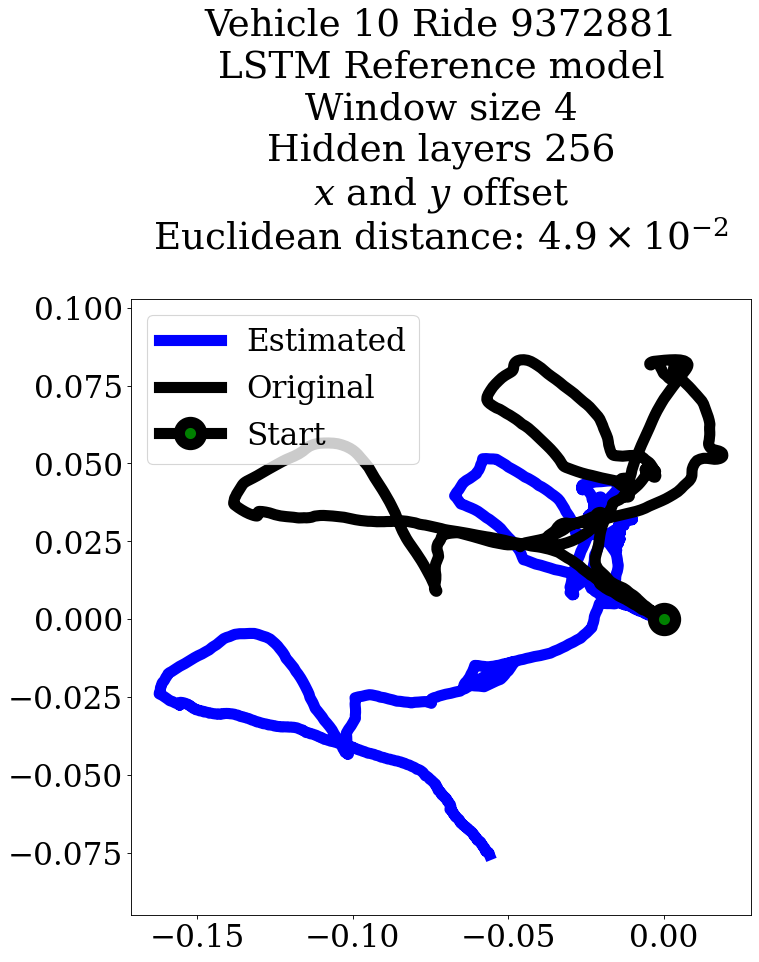 Vehicle 10 Ride 9372881
LSTM Reference model
Window size 4
Hidden layers 256
x and y offset
Euclidean distance: 4.9 × 10⁻²
0.100
0.075
0.050
0.025
0.000
−0.025
−0.050
−0.075
Estimated
Original
Start
−0.15 −0.10 −0.05 0.00